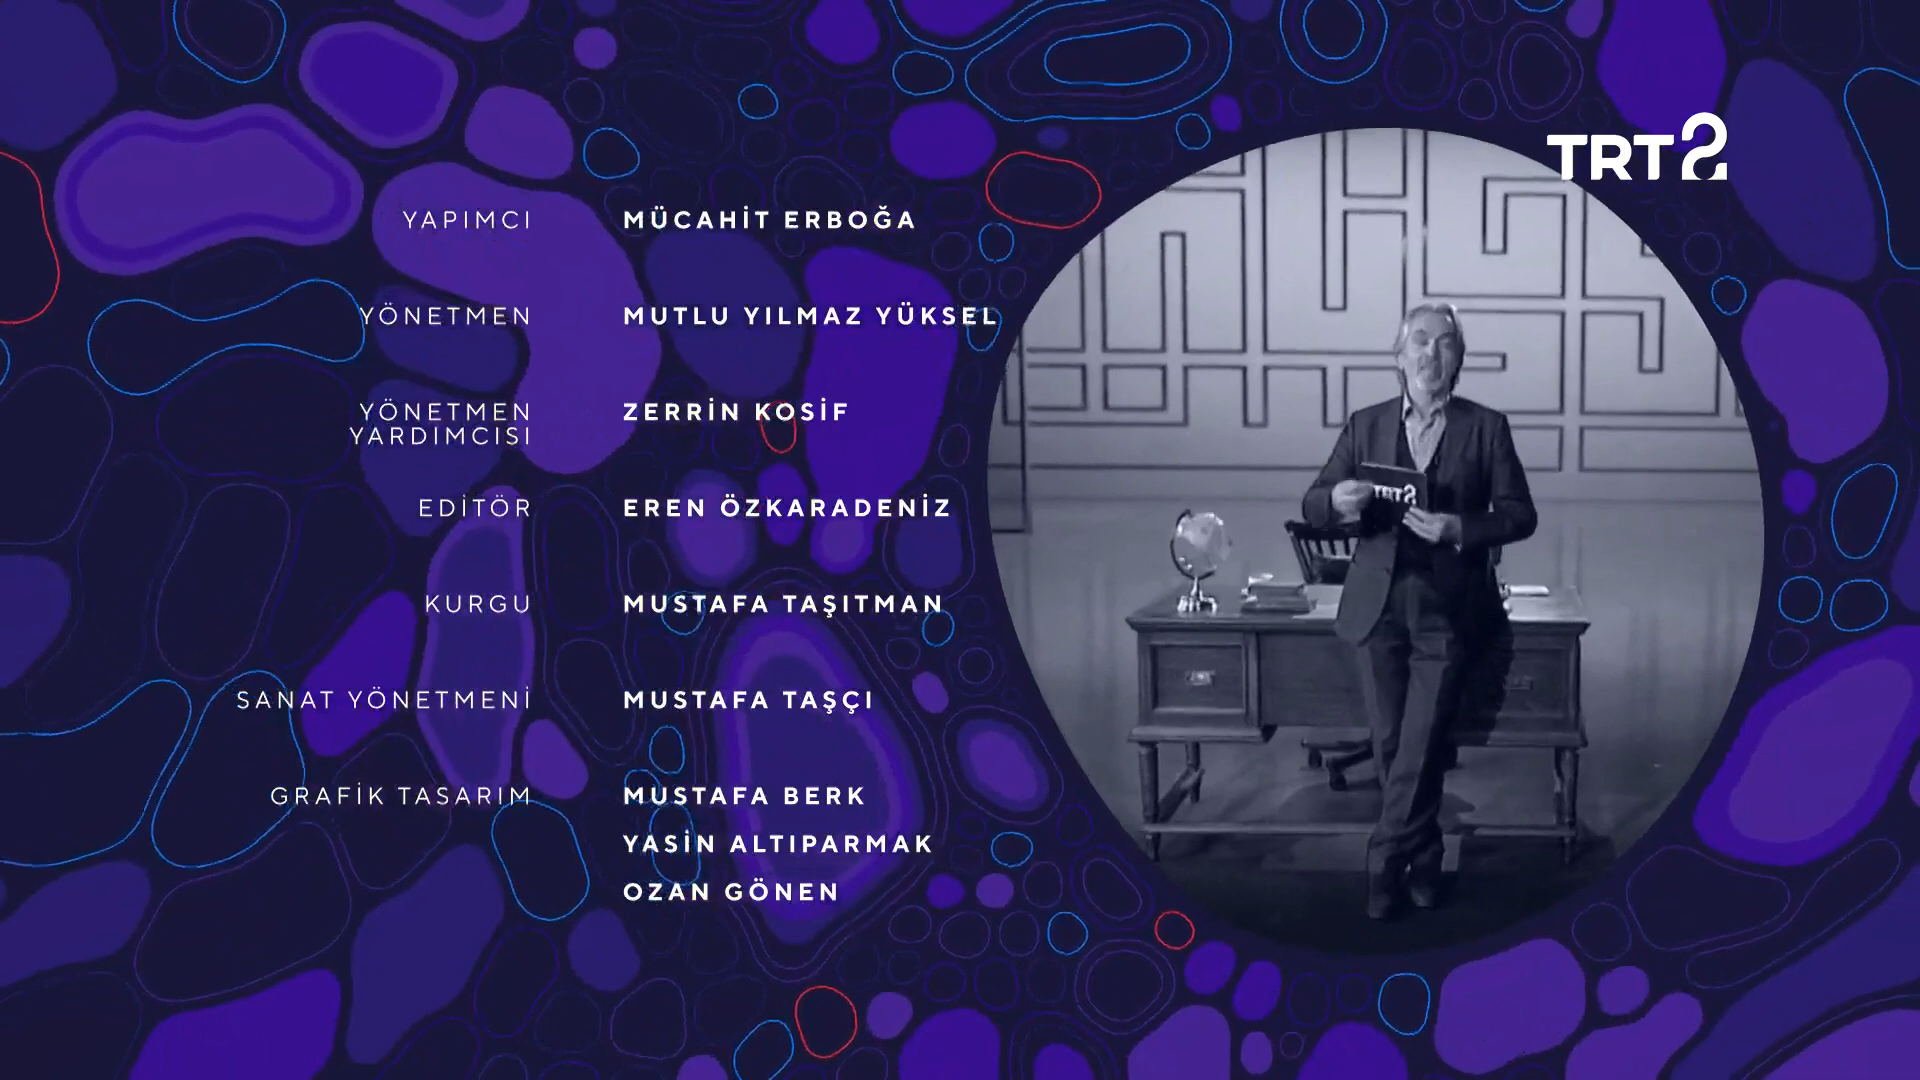 TRT2
YAPIMCI MÜCAHİT ERBOĞA
YÖNETMEN MUTLU YILMAZ YÜKSEL
YÖNETMEN YARDIMCISI ZERRİN KOSİF
EDİTÖR EREN ÖZKARADENİZ
KURGU MUSTAFA TAŞITMAN
SANAT YÖNETMENİ MUSTAFA TAŞÇI
GRAFİK TASARIM MUSTAFA BERK
YASİN ALTIPARMAK
OZAN GÖNEN
TRT2